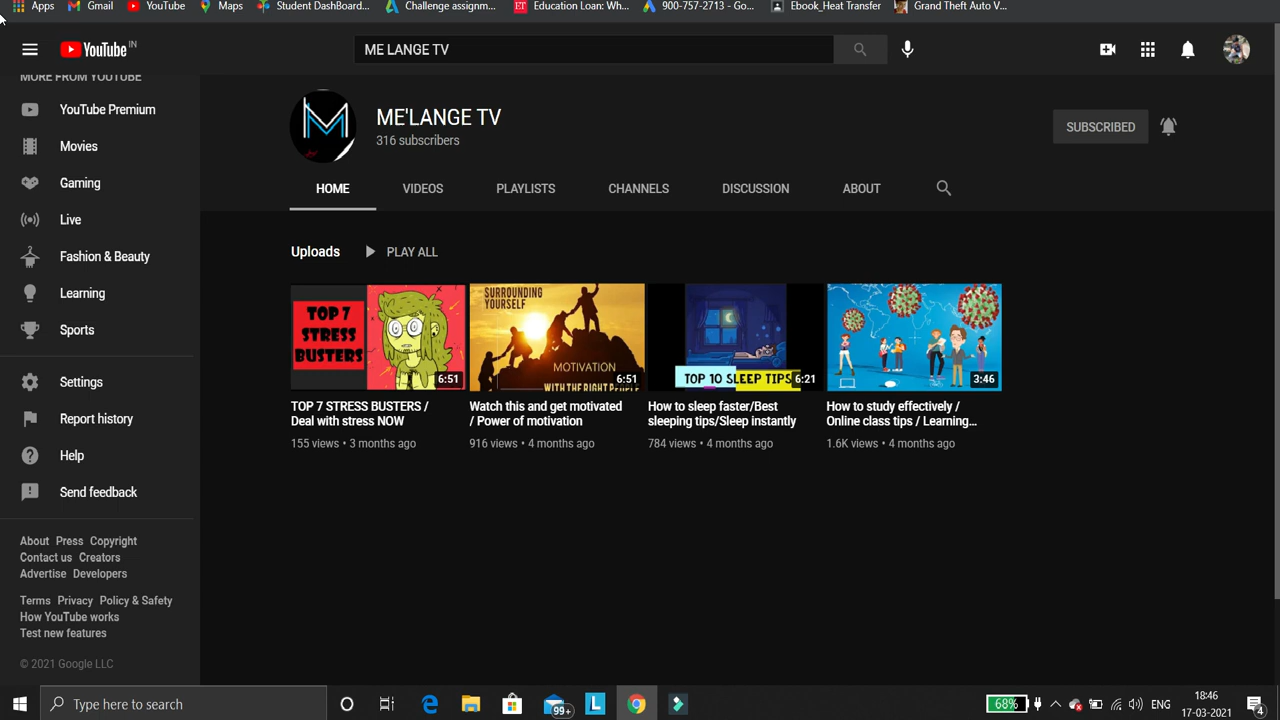 Apps Gmail YouTube Maps Student DashBoar... Challenge assignm... ET Education Loan: Wh... 900-757-2713 - Go... Ebook_Heat Transfer Grand Theft Auto V...
YouTube IN ME LANGE TV
MORE FROM YOUTUBE
YouTube Premium
Movies
Gaming
Live
Fashion & Beauty
Learning
Sports
Settings
Report history
Help
Send feedback
About Press Copyright
Contact us Creators
Advertise Developers
Terms Privacy Policy & Safety
How YouTube works
Test new features
© 2021 Google LLC
ME'LANGE TV
316 subscribers
SUBSCRIBED
HOME VIDEOS PLAYLISTS CHANNELS DISCUSSION ABOUT
Uploads PLAY ALL
TOP 7
STRESS
BUSTERS
6:51
TOP 7 STRESS BUSTERS /
Deal with stress NOW
155 views • 3 months ago
SURROUNDING
YOURSELF
MOTIVATION
WITH THE RIGHT PEOPLE
6:51
Watch this and get motivated
/ Power of motivation
916 views • 4 months ago
TOP 10 SLEEP TIPS
6:21
How to sleep faster/Best
sleeping tips/Sleep instantly
784 views • 4 months ago
3:46
How to study effectively /
Online class tips / Learning...
1.6K views • 4 months ago
Type here to search
99+
L
68%
ENG
18:46
17-03-2021
4